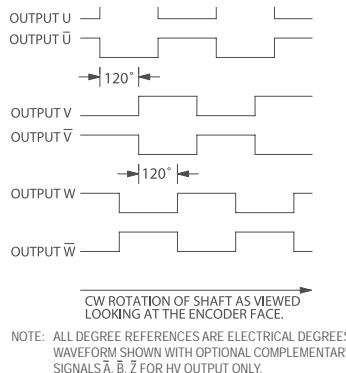 OUTPUT U
OUTPUT U̅
120°
OUTPUT V
OUTPUT V̅
120°
OUTPUT W
OUTPUT W̅
CW ROTATION OF SHAFT AS VIEWED
LOOKING AT THE ENCODER FACE.
NOTE: ALL DEGREE REFERENCES ARE ELECTRICAL DEGREES
WAVEFORM SHOWN WITH OPTIONAL COMPLEMENTARY
SIGNALS A̅, B̅, Z̅ FOR HV OUTPUT ONLY.